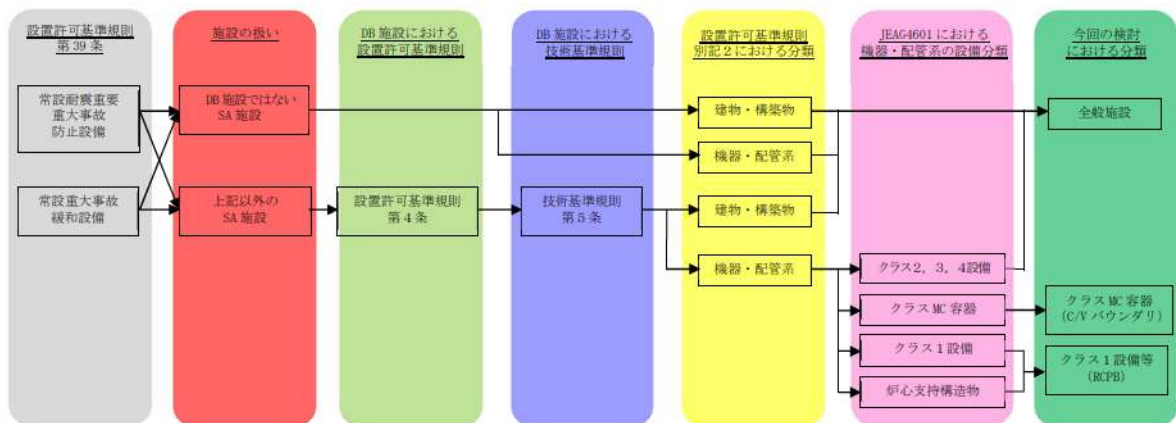 設置許可基準規則
第39条
施設の扱い
DB施設における
設置許可基準規則
DB施設における
技術基準規則
設置許可基準規則
別記2における分類
JEAG4601における
機器・配管系の設備分類
今回の検討
における分類
常設耐震重要
重大事故
防止設備
DB施設ではない
SA施設
建物・構築物
全般施設
機器・配管系
常設重大事故
緩和設備
上記以外の
SA施設
設置許可基準規則
第4条
技術基準規則
第5条
建物・構築物
機器・配管系
クラス2、3、4設備
クラスMC容器
クラスMC容器
(C/Vバウンダリ)
クラス1設備
クラス1設備等
(RCPB)
炉心支持構造物